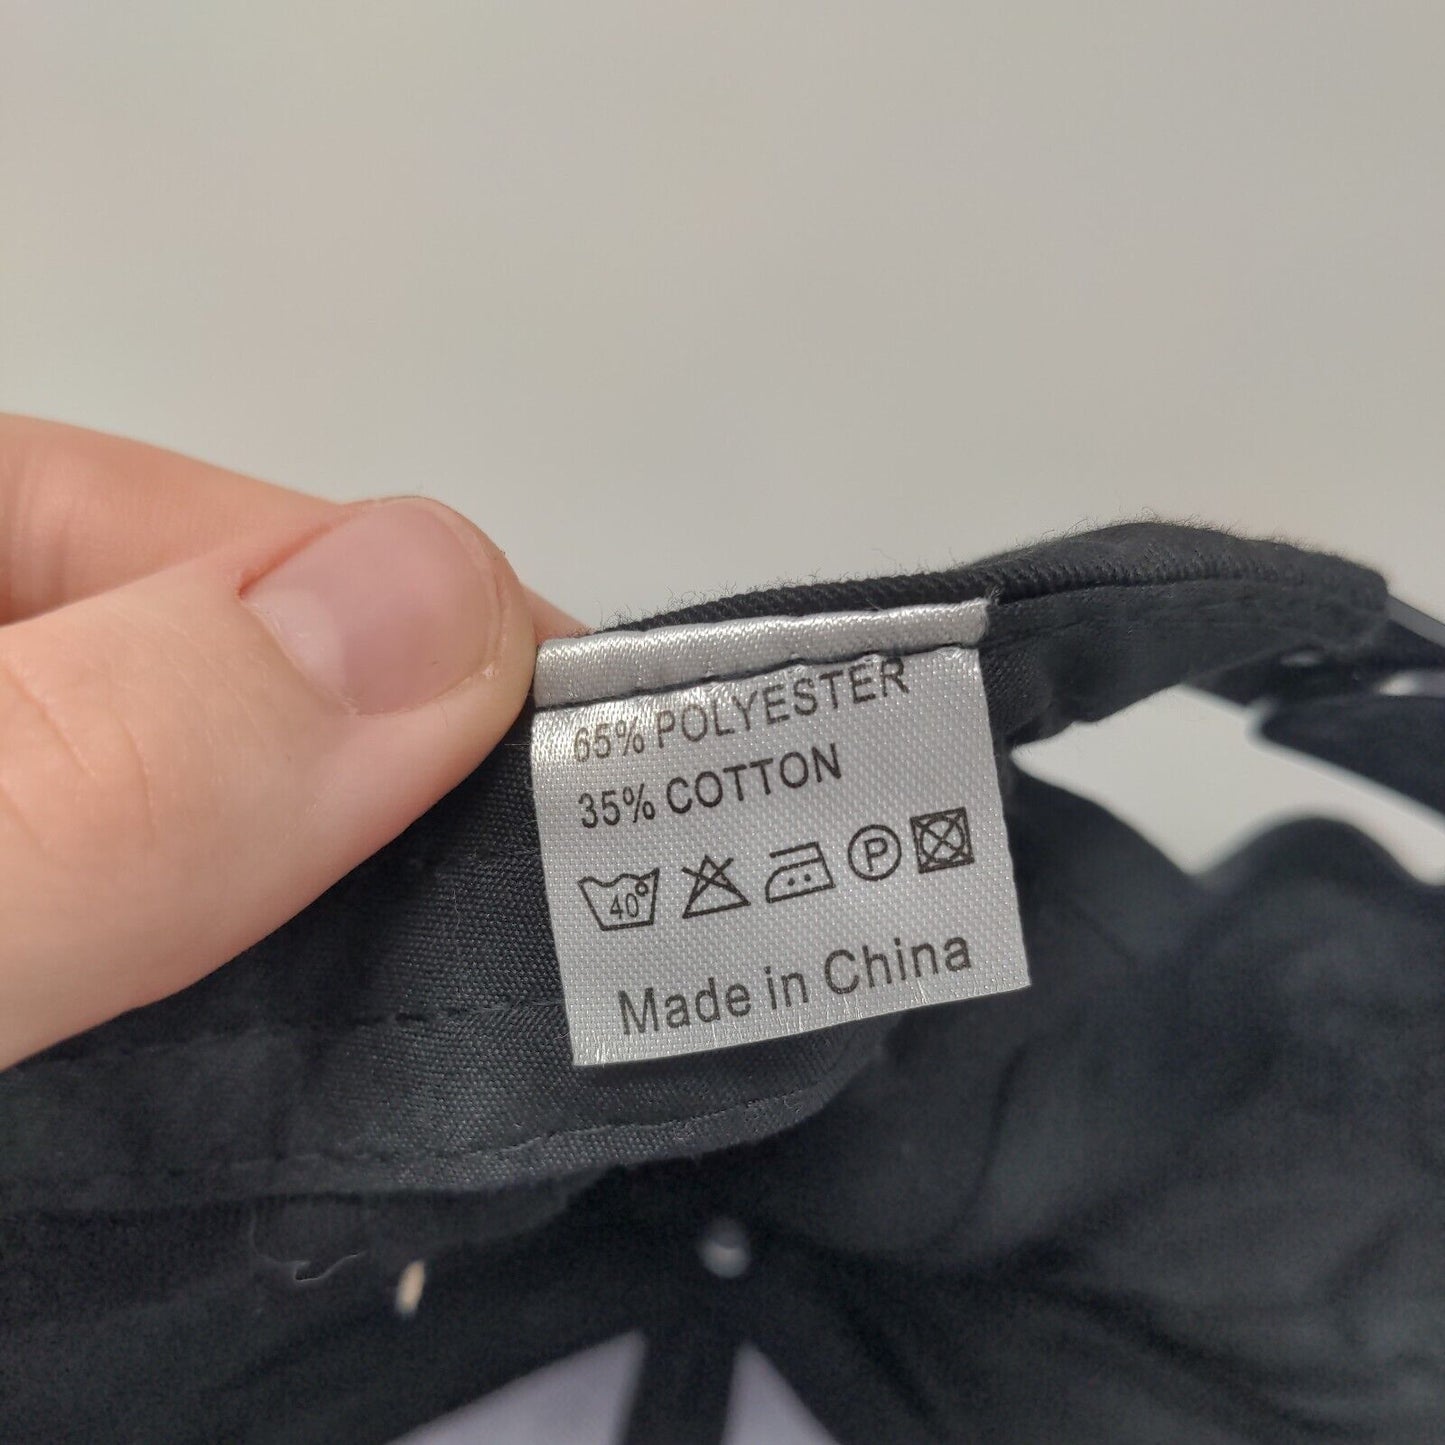 65% POLYESTER
35% COTTON
40° P
Made in China